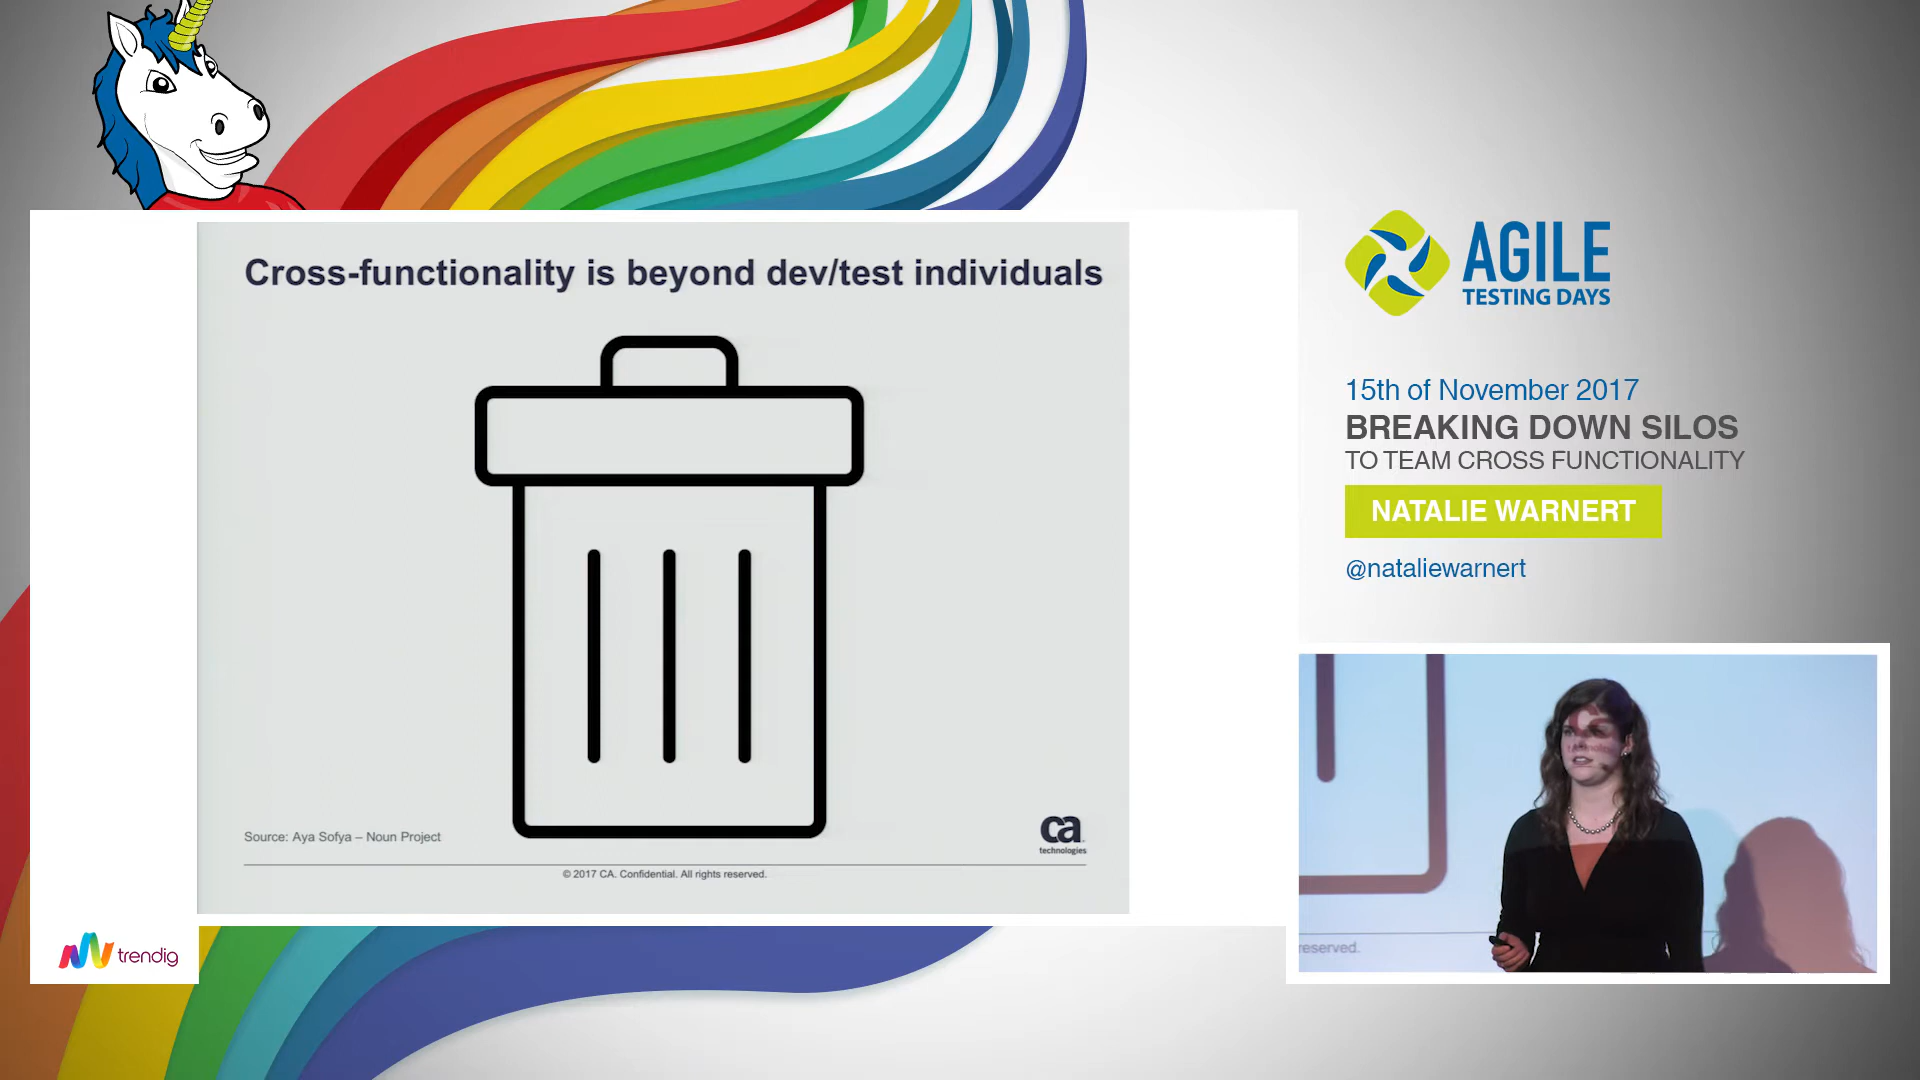 Cross-functionality is beyond dev/test individuals
Source: Aya Sofya – Noun Project
ca
technologies
© 2017 CA. Confidential. All rights reserved.
trendig
AGILE
TESTING DAYS
15th of November 2017
BREAKING DOWN SILOS
TO TEAM CROSS FUNCTIONALITY
NATALIE WARNERT
@nataliewarnert
reserved.